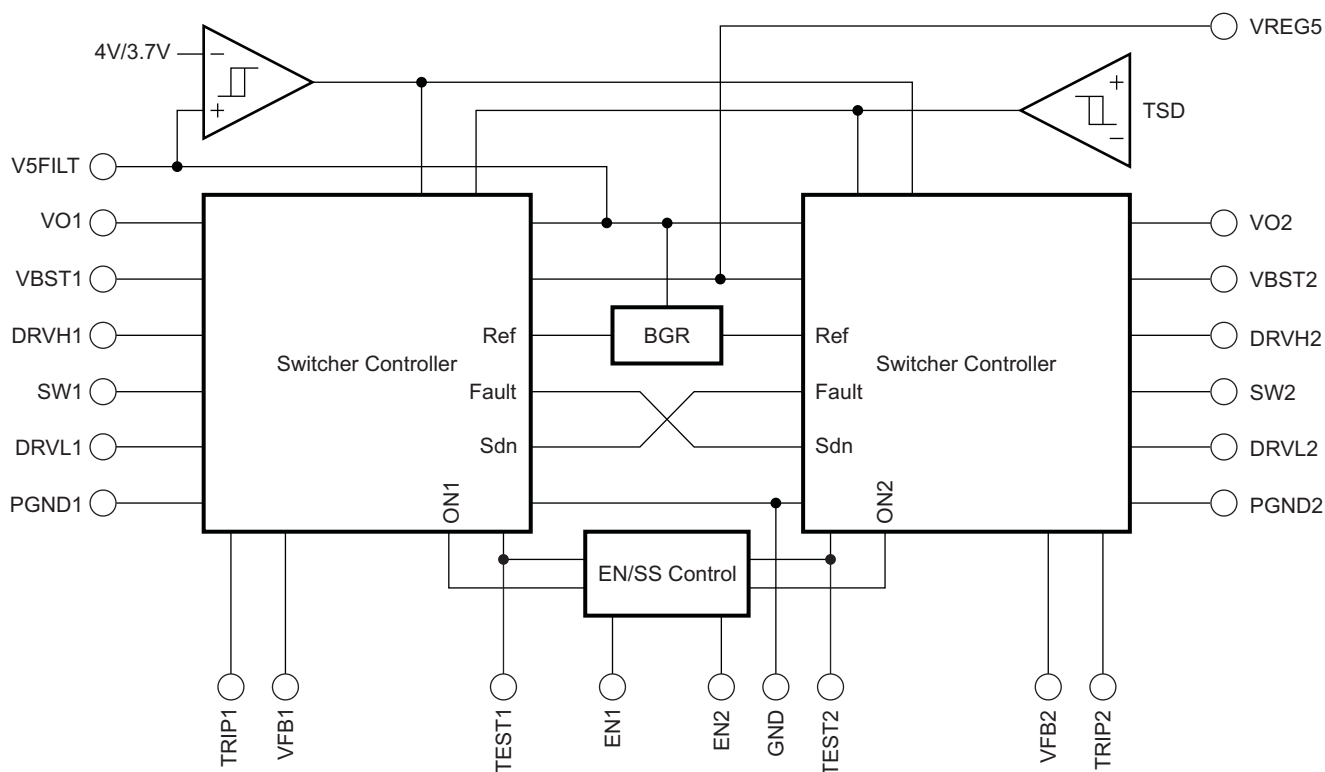 VREG5
4V/3.7V
−
+
+
−
TSD
V5FILT
VO1
VBST1
DRVH1
SW1
DRVL1
PGND1
Switcher Controller
Ref
Fault
Sdn
ON1
BGR
Ref
Fault
Sdn
ON2
Switcher Controller
VO2
VBST2
DRVH2
SW2
DRVL2
PGND2
EN/SS Control
TRIP1
VFB1
TEST1
EN1
EN2
GND
TEST2
VFB2
TRIP2